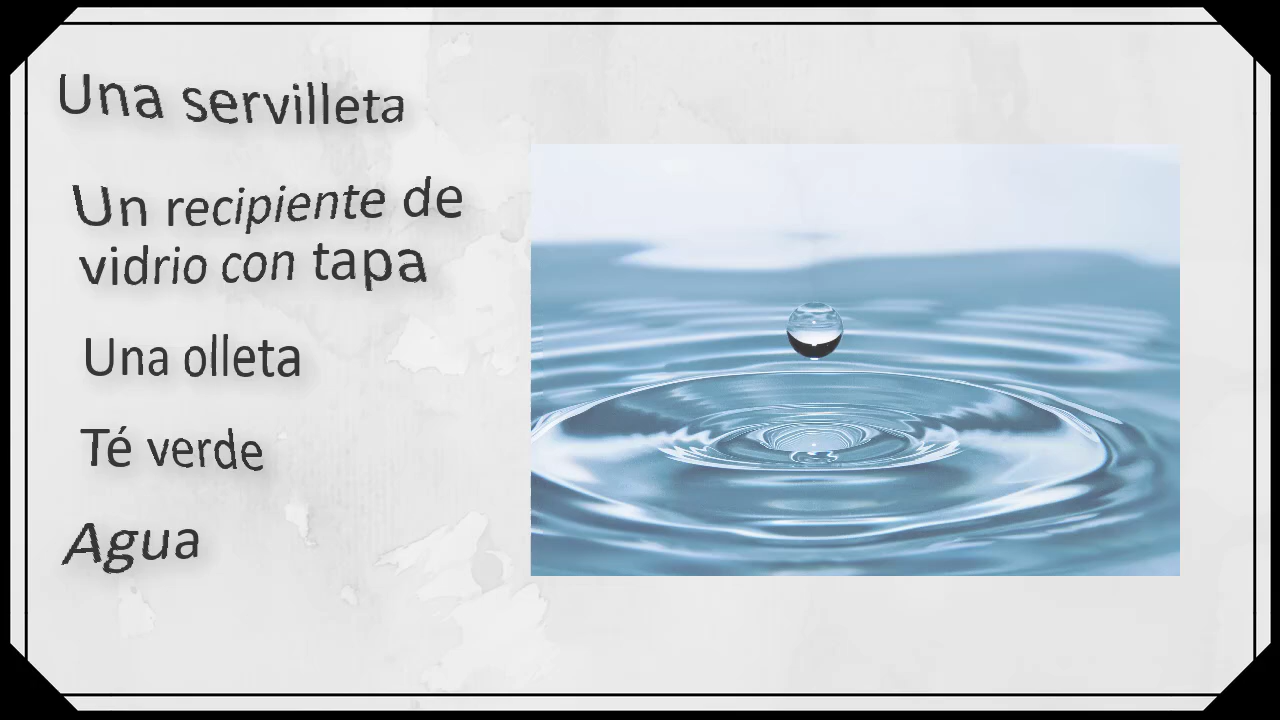 Una servilleta
Un recipiente de
vidrio con tapa
Una olleta
Té verde
Agua